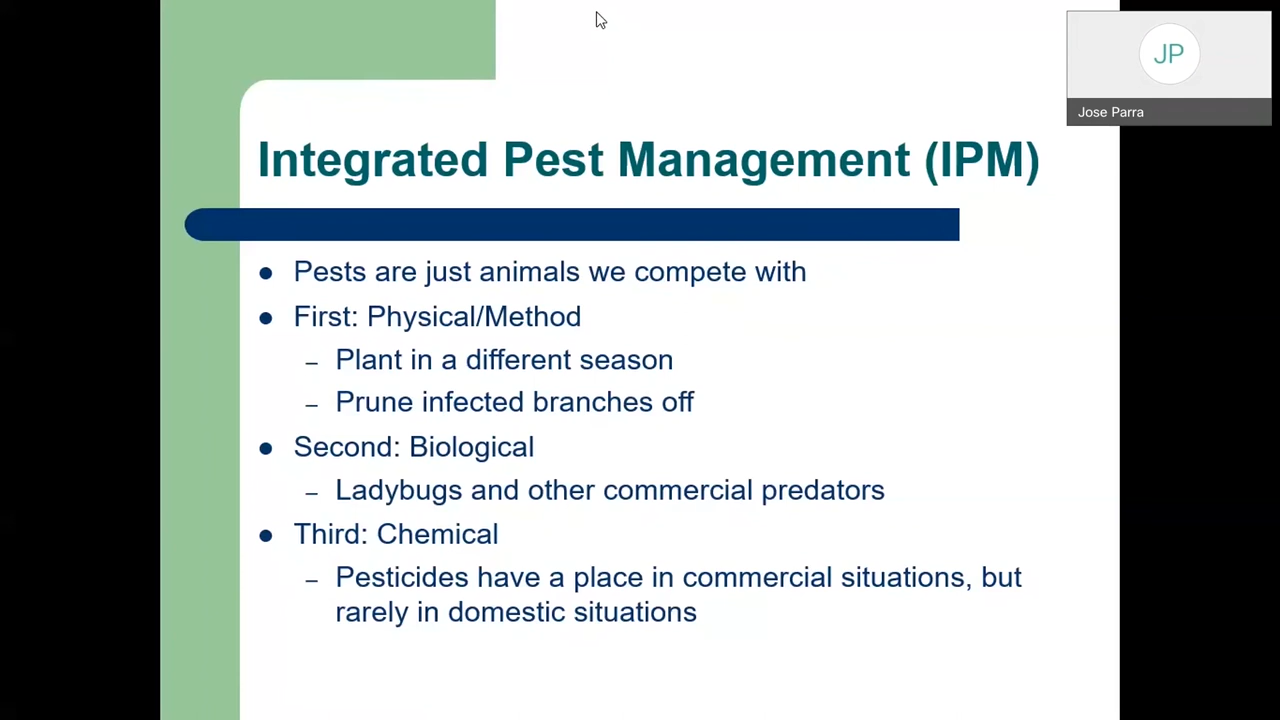 JP
Jose Parra
Integrated Pest Management (IPM)
● Pests are just animals we compete with
● First: Physical/Method
– Plant in a different season
– Prune infected branches off
● Second: Biological
– Ladybugs and other commercial predators
● Third: Chemical
– Pesticides have a place in commercial situations, but
rarely in domestic situations